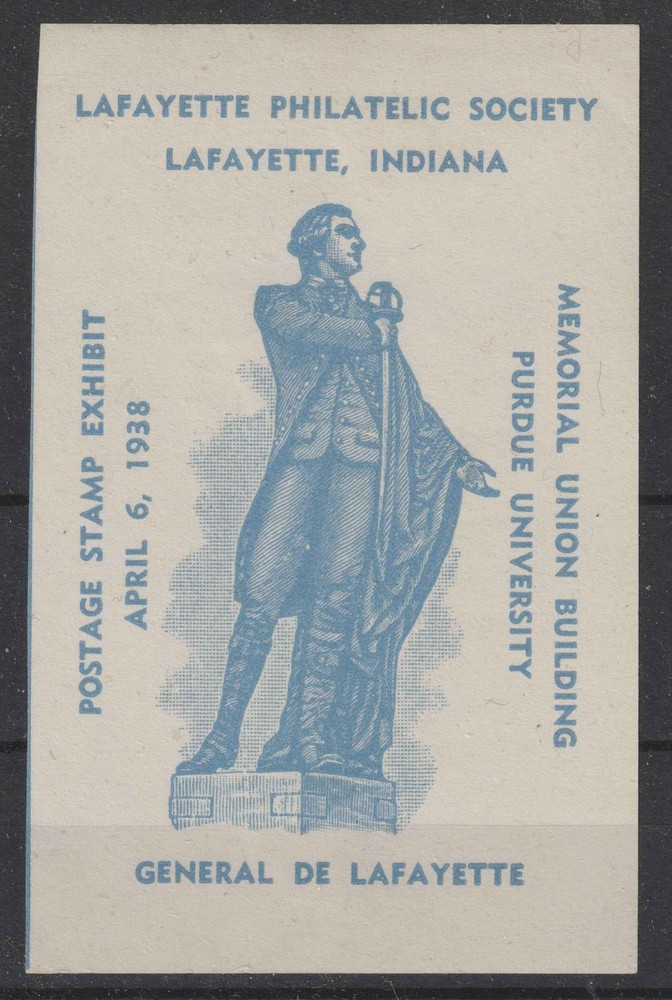 LAFAYETTE PHILATELIC SOCIETY
LAFAYETTE, INDIANA
POSTAGE STAMP EXHIBIT
APRIL 6, 1938
MEMORIAL UNION BUILDING
PURDUE UNIVERSITY
GENERAL DE LAFAYETTE